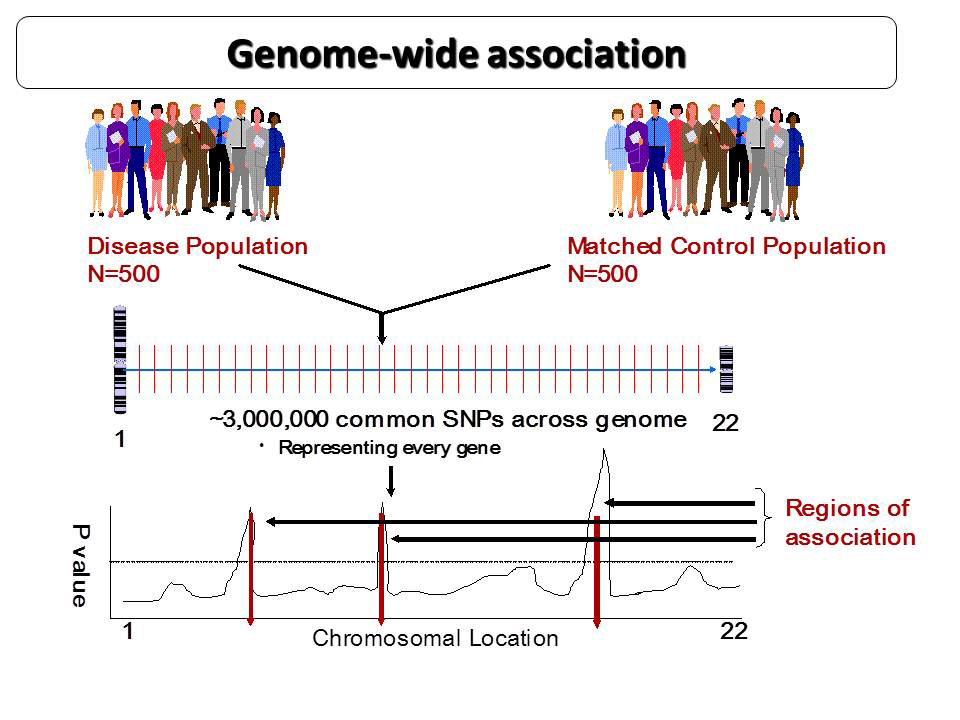 Genome-wide association
Disease Population
N=500
Matched Control Population
N=500
~3,000,000 common SNPs across genome
1
22
· Representing every gene
P value
Regions of
association
1
22
Chromosomal Location